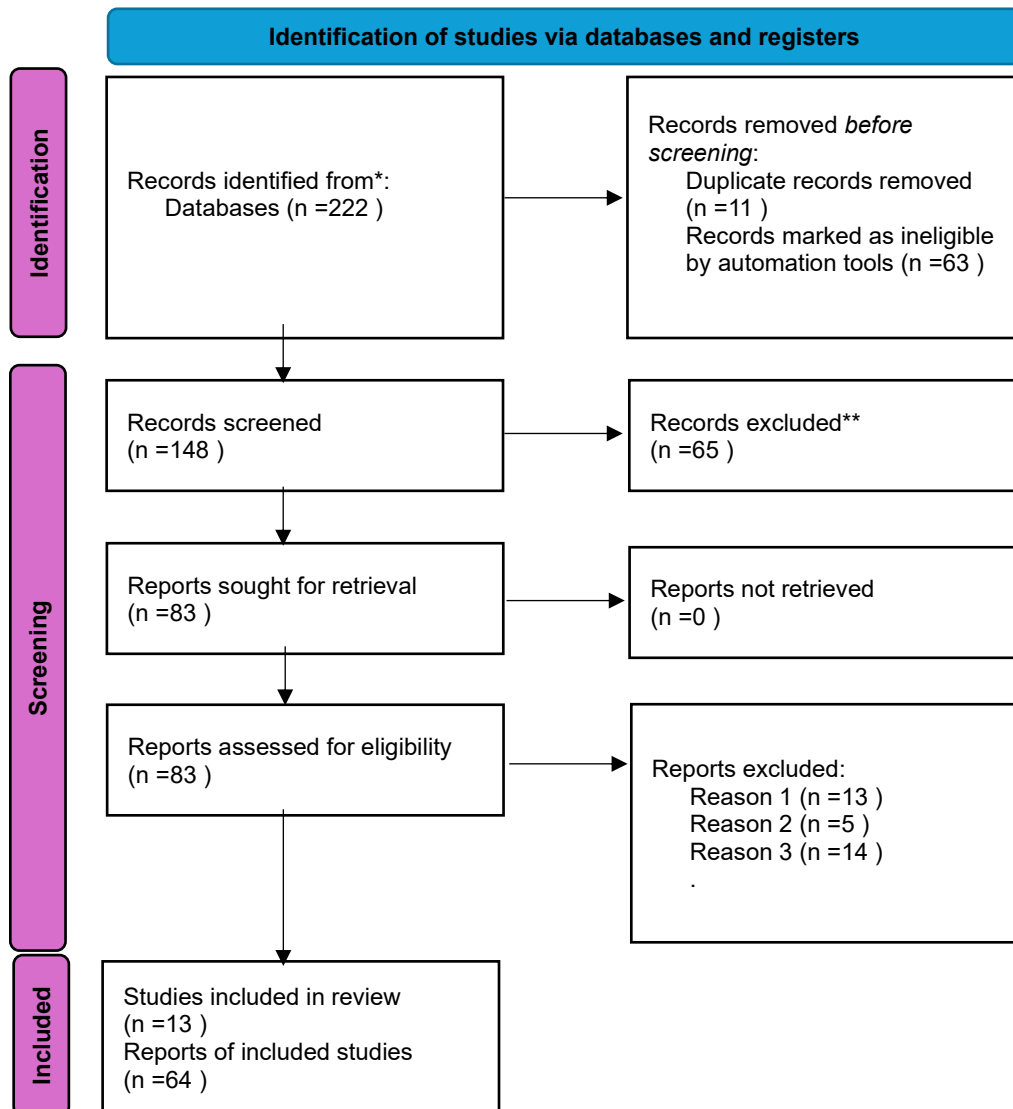 Identification of studies via databases and registers
Identification
Records identified from*:
Databases (n =222 )
Records removed before
screening:
Duplicate records removed
(n =11 )
Records marked as ineligible
by automation tools (n =63 )
Screening
Records screened
(n =148 )
Records excluded**
(n =65 )
Reports sought for retrieval
(n =83 )
Reports not retrieved
(n =0 )
Reports assessed for eligibility
(n =83 )
Reports excluded:
Reason 1 (n =13 )
Reason 2 (n =5 )
Reason 3 (n =14 )
.
Included
Studies included in review
(n =13 )
Reports of included studies
(n =64 )